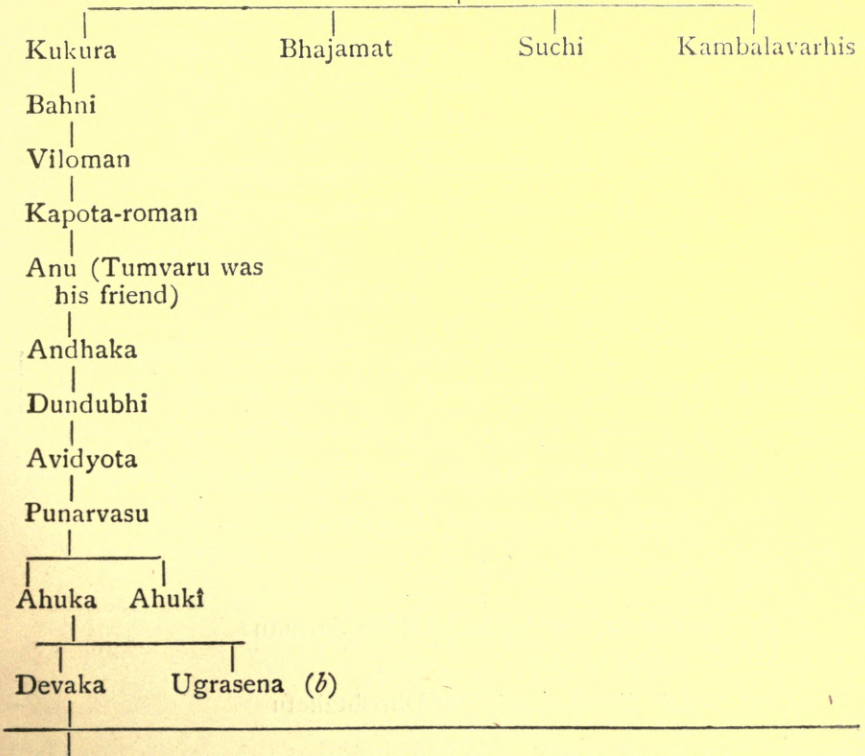 Kukura Bhajamat Suchi Kambalavarhis
Bahni
Viloman
Kapota-roman
Anu (Tumvaru was
his friend)
Andhaka
Dundubhi
Avidyota
Punarvasu
Ahuka Ahukî
Devaka Ugrasena (b)